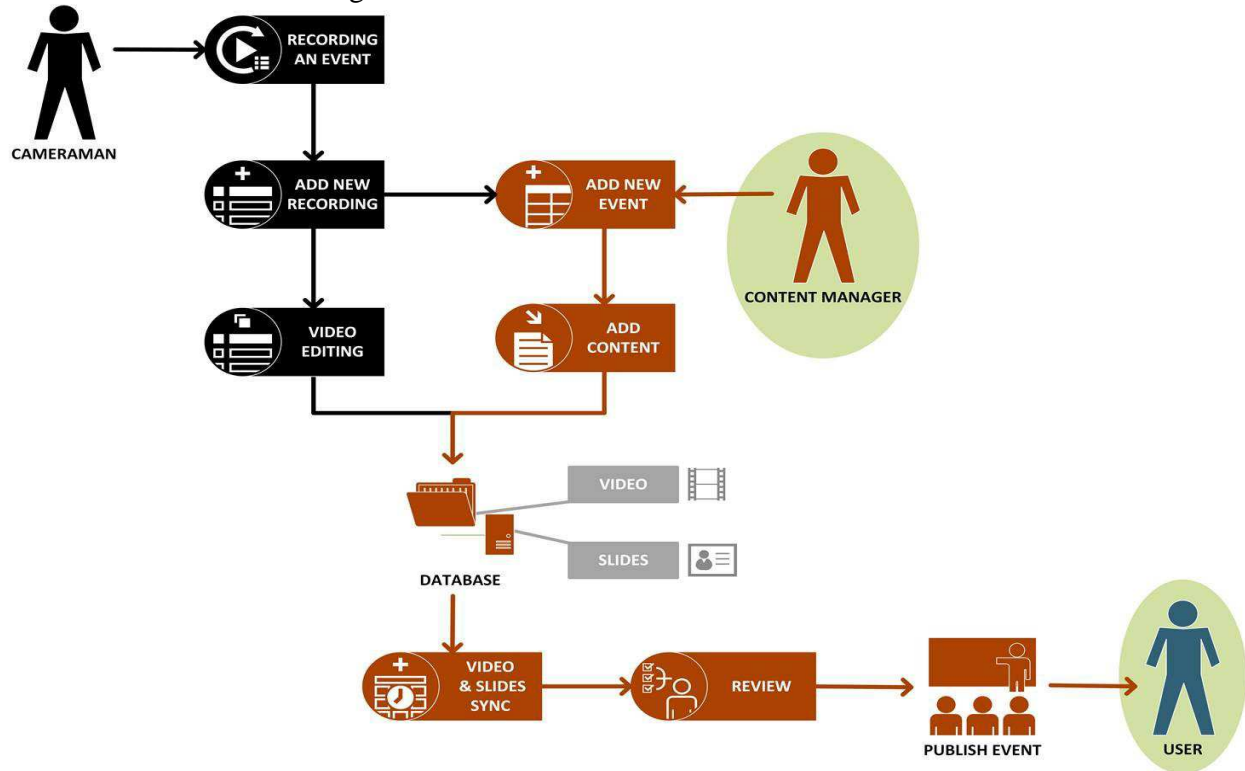 RECORDING
AN EVENT
CAMERAMAN
ADD NEW
RECORDING
ADD NEW
EVENT
CONTENT MANAGER
VIDEO
EDITING
ADD
CONTENT
VIDEO
SLIDES
DATABASE
VIDEO
& SLIDES
SYNC
REVIEW
PUBLISH EVENT
USER